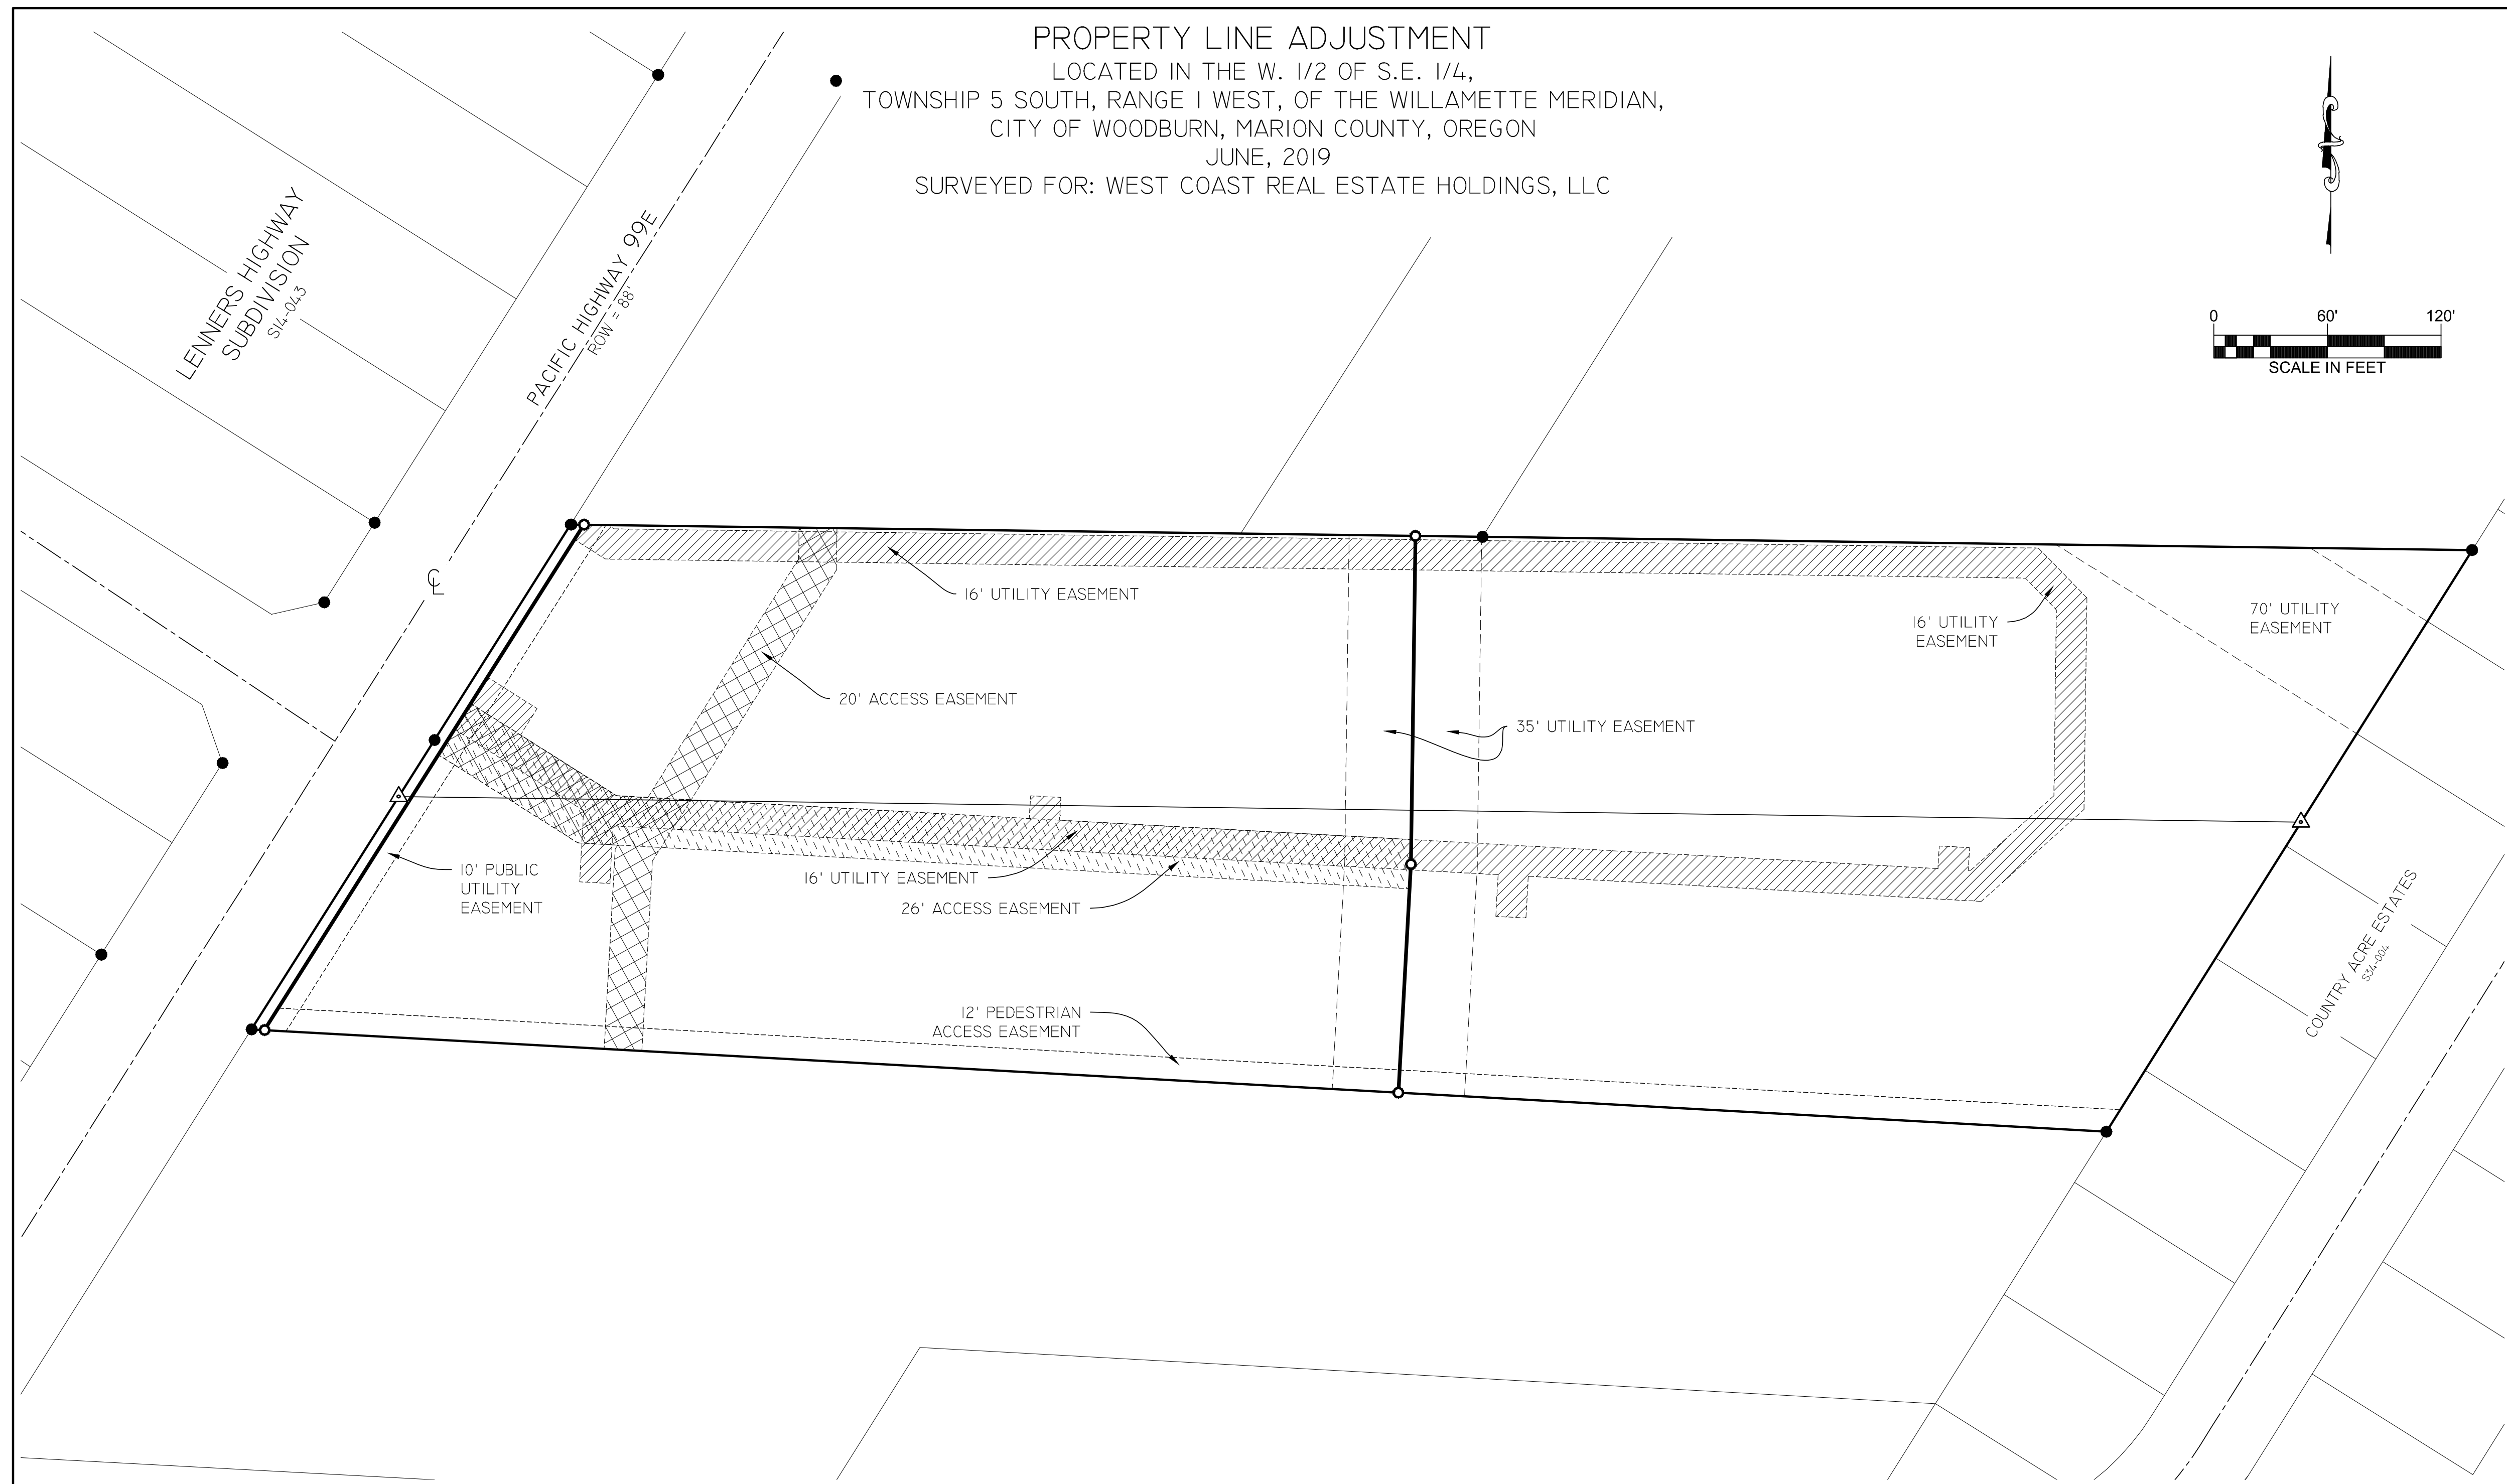 PROPERTY LINE ADJUSTMENT
LOCATED IN THE W. 1/2 OF S.E. 1/4,
TOWNSHIP 5 SOUTH, RANGE 1 WEST, OF THE WILLAMETTE MERIDIAN,
CITY OF WOODBURN, MARION COUNTY, OREGON
JUNE, 2019
SURVEYED FOR: WEST COAST REAL ESTATE HOLDINGS, LLC
LENNERS HIGHWAY
SUBDIVISION
S14-043
PACIFIC HIGHWAY 99E
ROW = 88'
0 60' 120'
SCALE IN FEET
℄
16' UTILITY EASEMENT
16' UTILITY
EASEMENT
70' UTILITY
EASEMENT
20' ACCESS EASEMENT
35' UTILITY EASEMENT
10' PUBLIC
UTILITY
EASEMENT
16' UTILITY EASEMENT
26' ACCESS EASEMENT
12' PEDESTRIAN
ACCESS EASEMENT
COUNTRY ACRE ESTATES
S34-004